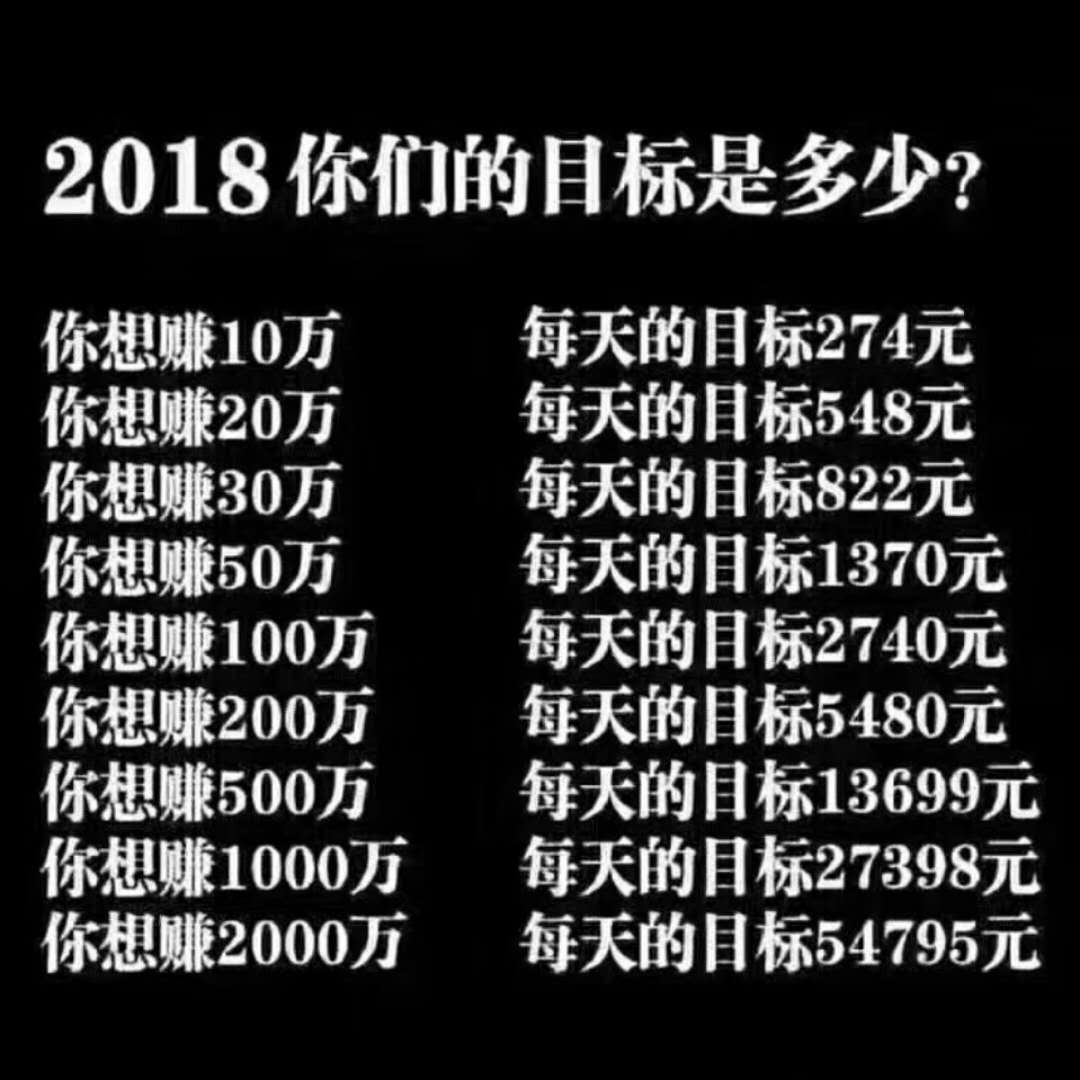 2018你们的目标是多少?
你想赚10万 每天的目标274元
你想赚20万 每天的目标548元
你想赚30万 每天的目标822元
你想赚50万 每天的目标1370元
你想赚100万 每天的目标2740元
你想赚200万 每天的目标5480元
你想赚500万 每天的目标13699元
你想赚1000万 每天的目标27398元
你想赚2000万 每天的目标54795元